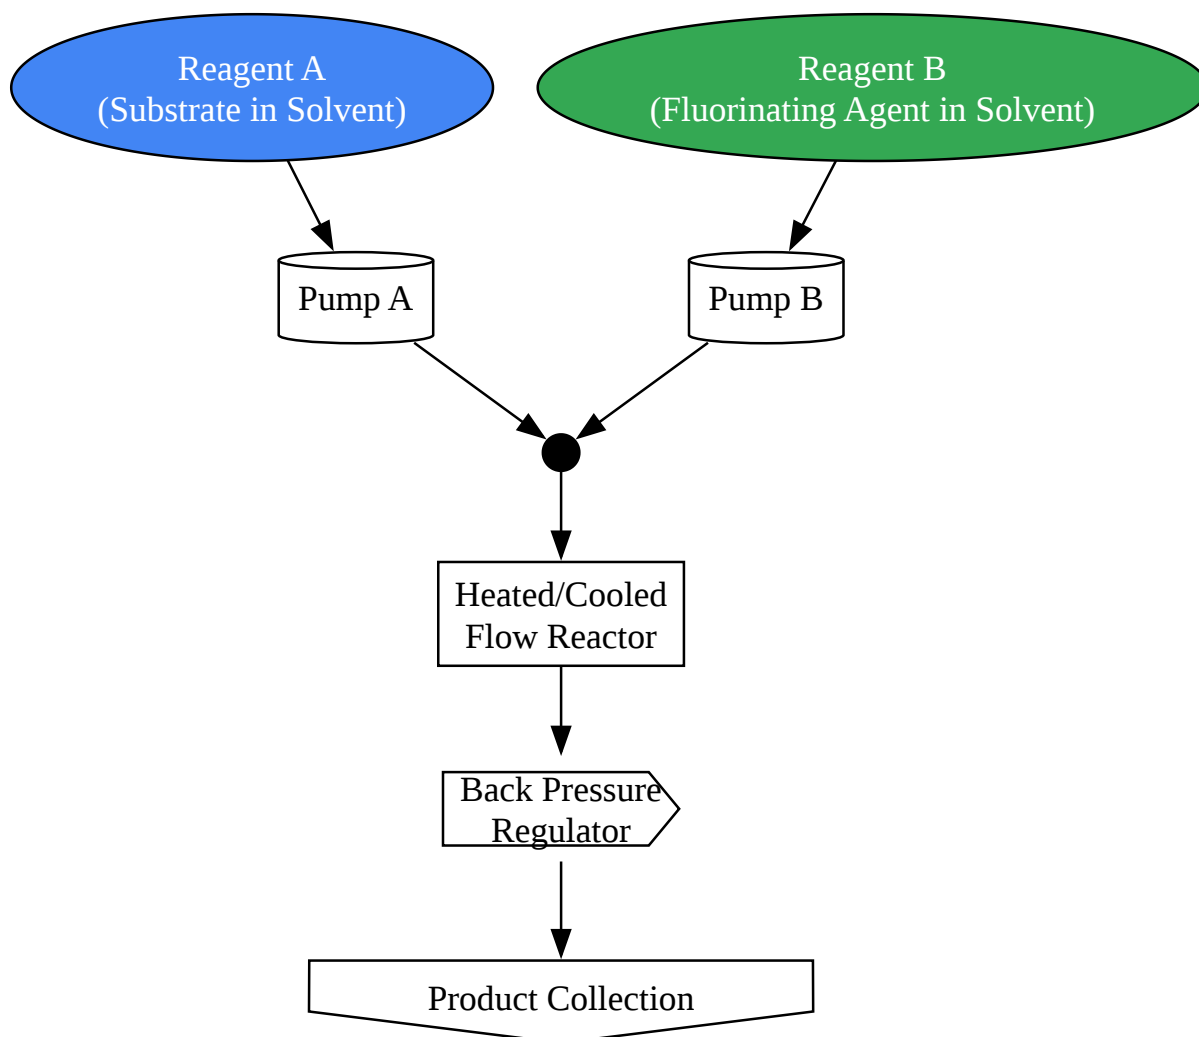 Reagent A
(Substrate in Solvent)
Reagent B
(Fluorinating Agent in Solvent)
Pump A
Pump B
Heated/Cooled
Flow Reactor
Back Pressure
Regulator
Product Collection